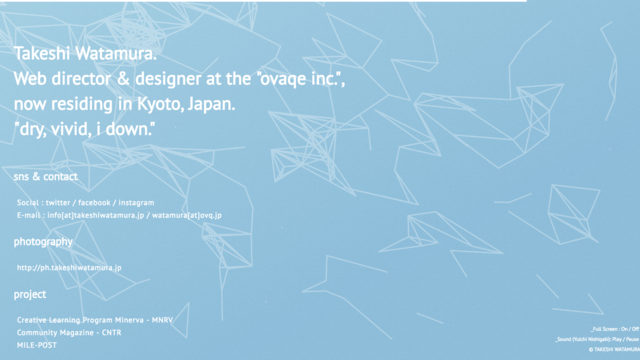 Takeshi Watamura.
Web director & designer at the "ovaqe inc.",
now residing in Kyoto, Japan.
"dry, vivid, i down."
sns & contact
Social : twitter / facebook / instagram
E-mail : info[at]takeshiwatamura.jp / watamura[at]ovq.jp
photography
http://ph.takeshiwatamura.jp
project
Creative Learning Program Minerva - MNRV
Community Magazine - CNTR
MILE-POST
_Full Screen : On / Off
_Sound (Yuichi Nishigaki): Play / Pause
© TAKESHI WATAMURA